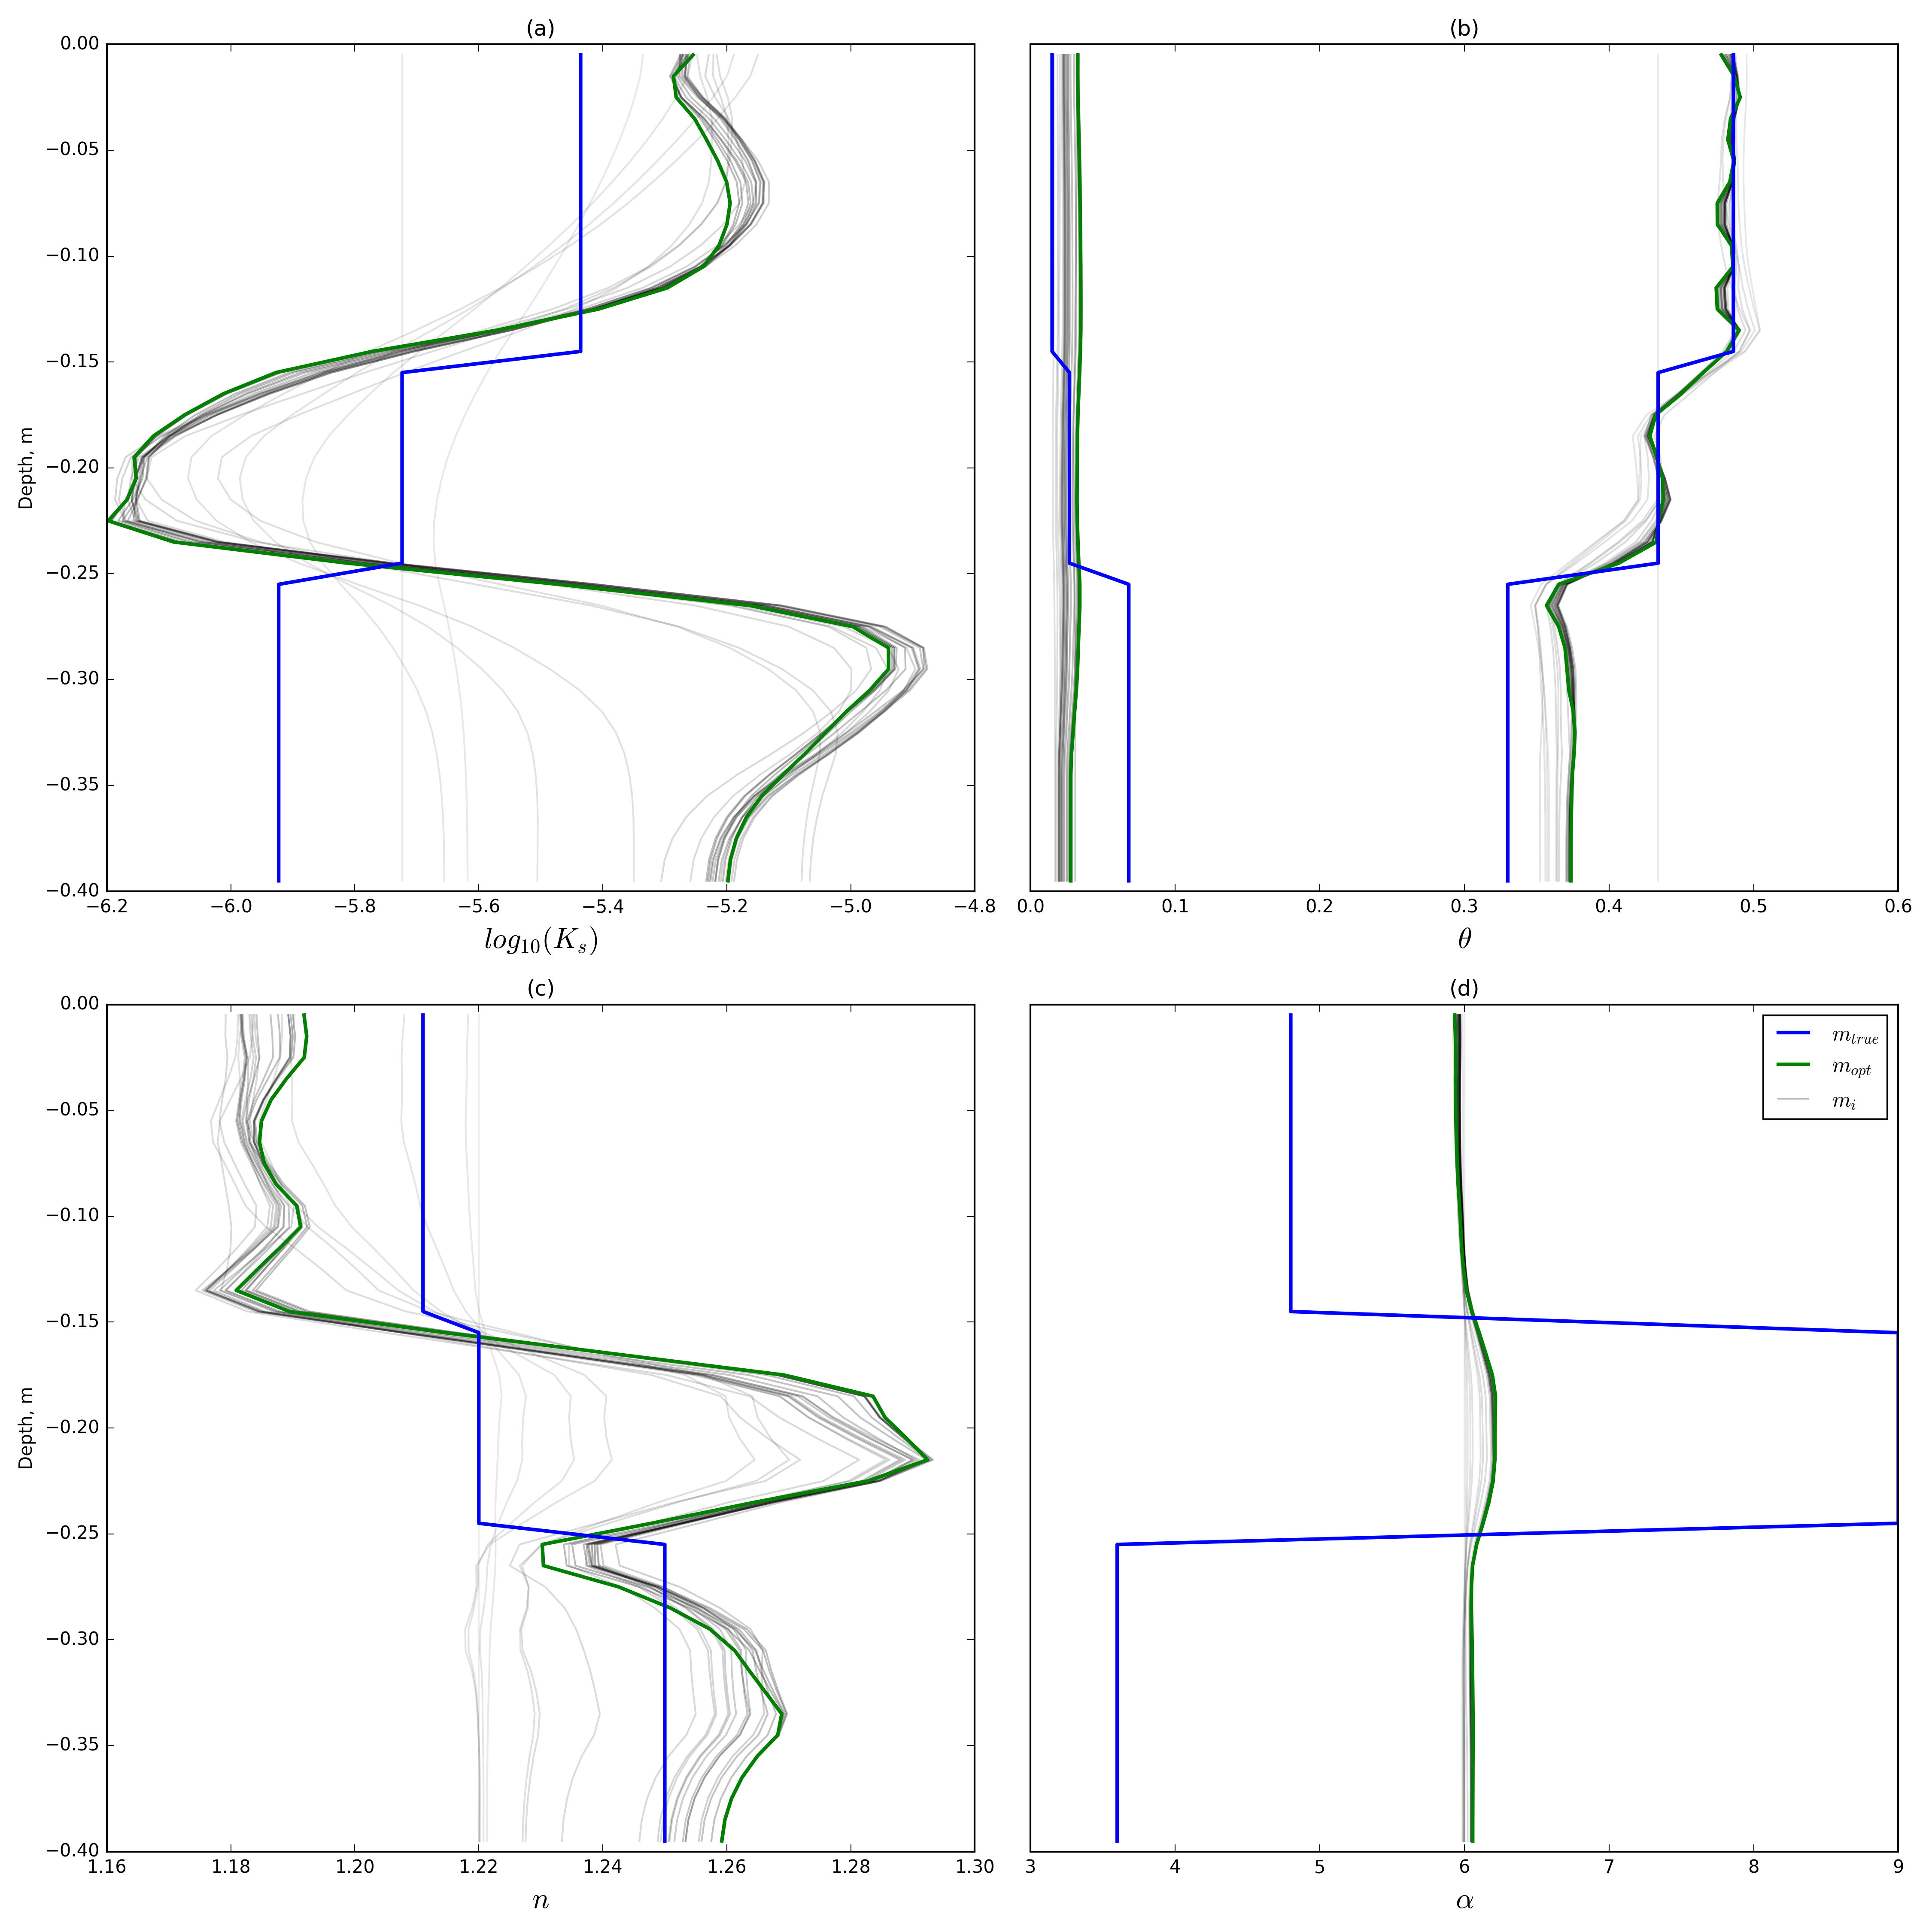 (a)
(b)
0.00
−0.05
−0.10
−0.15
−0.20
−0.25
−0.30
−0.35
−0.40
Depth, m
−6.2 −6.0 −5.8 −5.6 −5.4 −5.2 −5.0 −4.8
log10(Ks)
0.0 0.1 0.2 0.3 0.4 0.5 0.6
θ
(c)
(d)
0.00
−0.05
−0.10
−0.15
−0.20
−0.25
−0.30
−0.35
−0.40
Depth, m
1.16 1.18 1.20 1.22 1.24 1.26 1.28 1.30
n
mtrue
mopt
mi
3 4 5 6 7 8 9
α